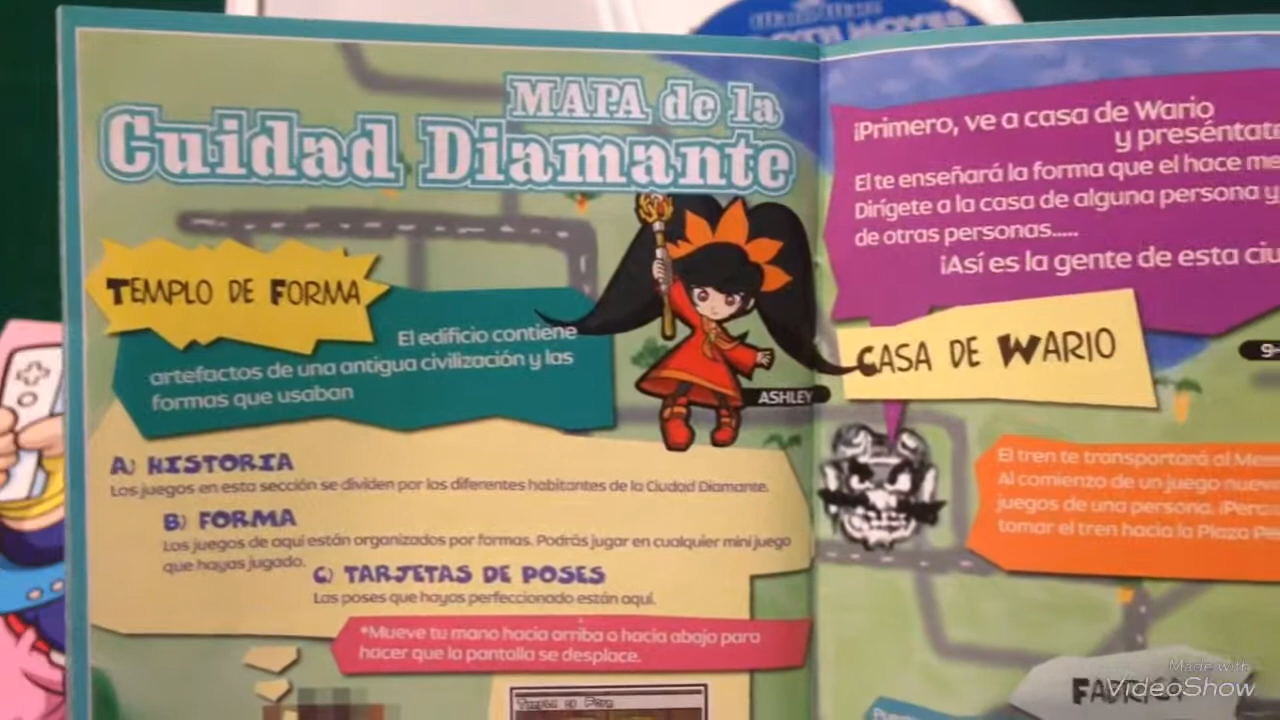 MAPA de la
Cuidad Diamante
TEMPLO DE FORMA
El edificio contiene
artefactos de una antigua civilización y las
formas que usaban
ASHLEY
A) HISTORIA
Los juegos en esta sección se dividen por los diferentes habitantes de la Ciudad Diamante.
B) FORMA
Los juegos de aquí están organizados por formas. Podrás jugar en cualquier mini juego
que hayas jugado.
C) TARJETAS DE POSES
Las poses que hayas perfeccionado están aquí.
*Mueve tu mano hacia arriba o hacia abajo para
hacer que la pantalla se desplace.
¡Primero, ve a casa de Wario
y preséntat
El te enseñará la forma que el hace
Dirígete a la casa de alguna persona y
de otras personas.....
¡Así es la gente de esta
CASA DE WARIO
El tren te transportará al
Al comienzo de un juego
juegos de una persona.
tomar el tren hacia la Plaza
Made with
VideoShow